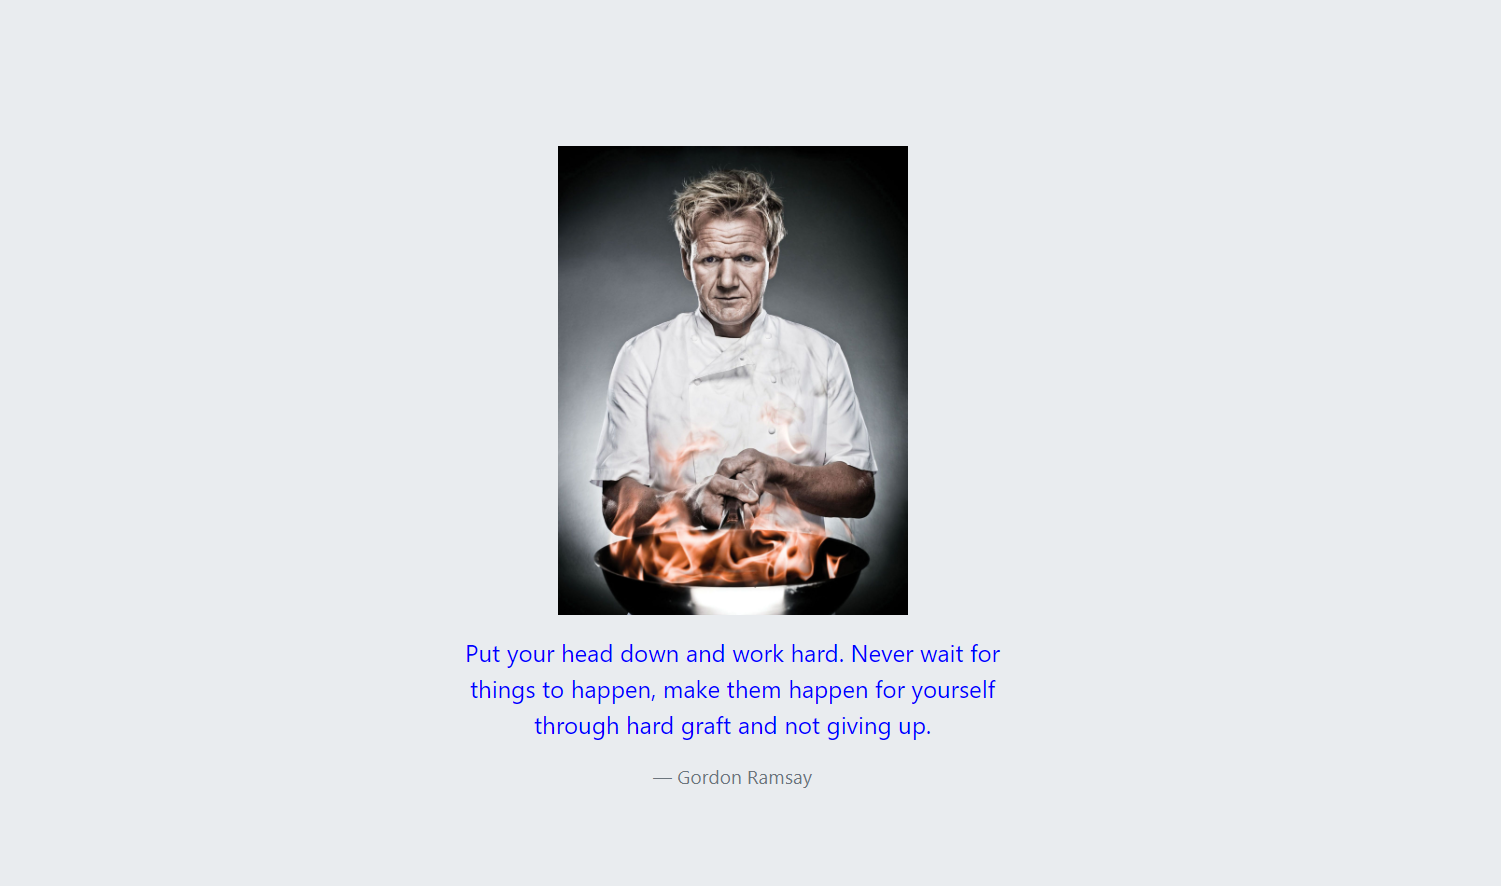 Put your head down and work hard. Never wait for
things to happen, make them happen for yourself
through hard graft and not giving up.
— Gordon Ramsay